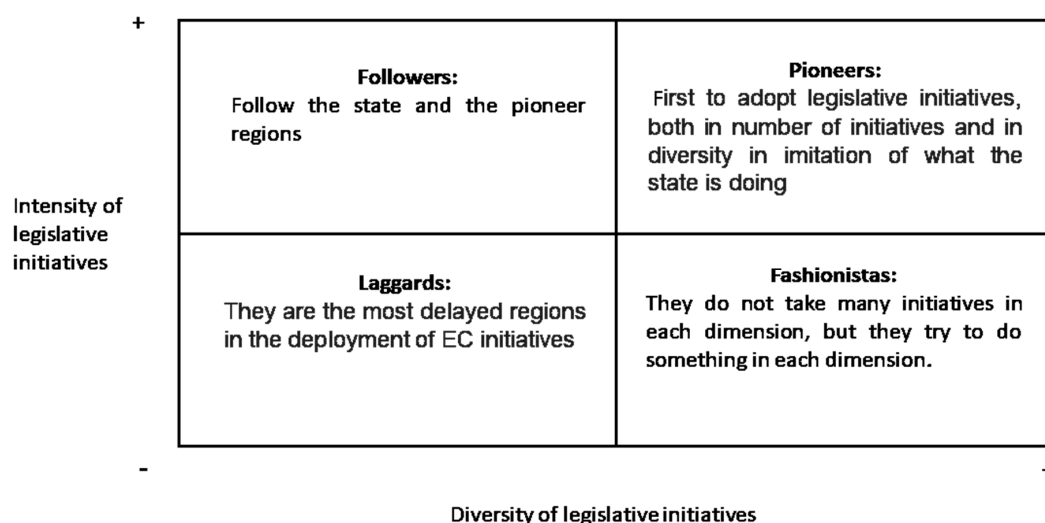 +
Followers:
Follow the state and the pioneer
regions
Pioneers:
First to adopt legislative initiatives,
both in number of initiatives and in
diversity in imitation of what the
state is doing
Intensity of
legislative
initiatives
Laggards:
They are the most delayed regions
in the deployment of EC initiatives
Fashionistas:
They do not take many initiatives in
each dimension, but they try to do
something in each dimension.
-
Diversity of legislative initiatives